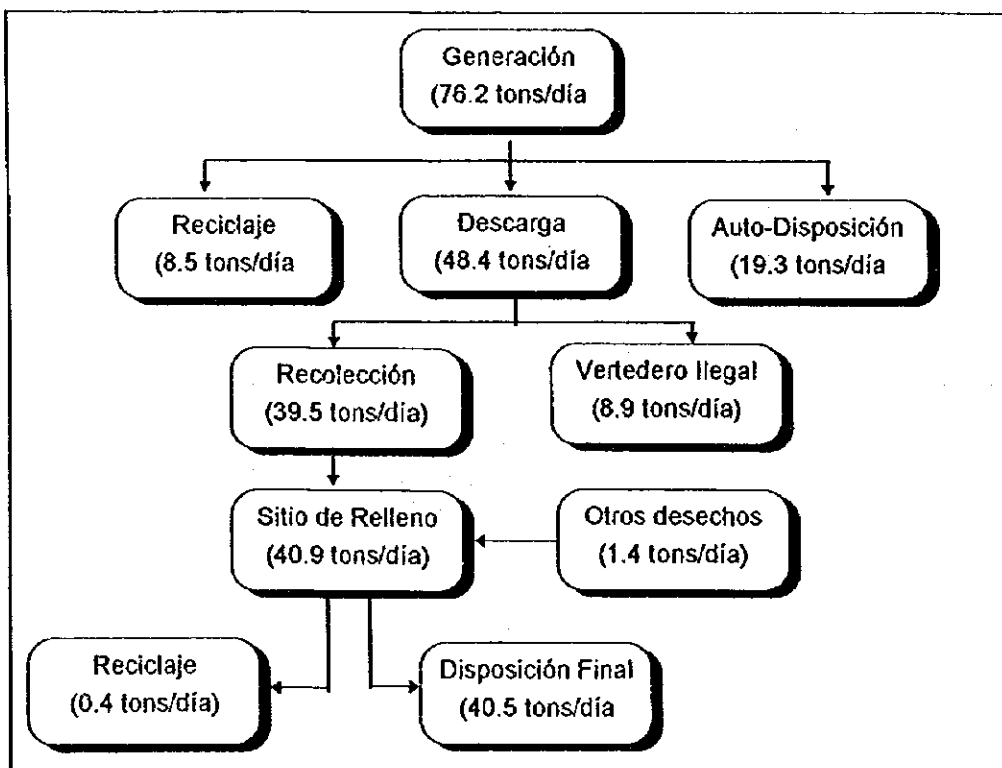 Generación
(76.2 tons/día
Reciclaje
(8.5 tons/día
Descarga
(48.4 tons/día
Auto-Disposición
(19.3 tons/día
Recolección
(39.5 tons/día)
Vertedero Ilegal
(8.9 tons/día)
Sitio de Relleno
(40.9 tons/día)
Otros desechos
(1.4 tons/día)
Reciclaje
(0.4 tons/día)
Disposición Final
(40.5 tons/día